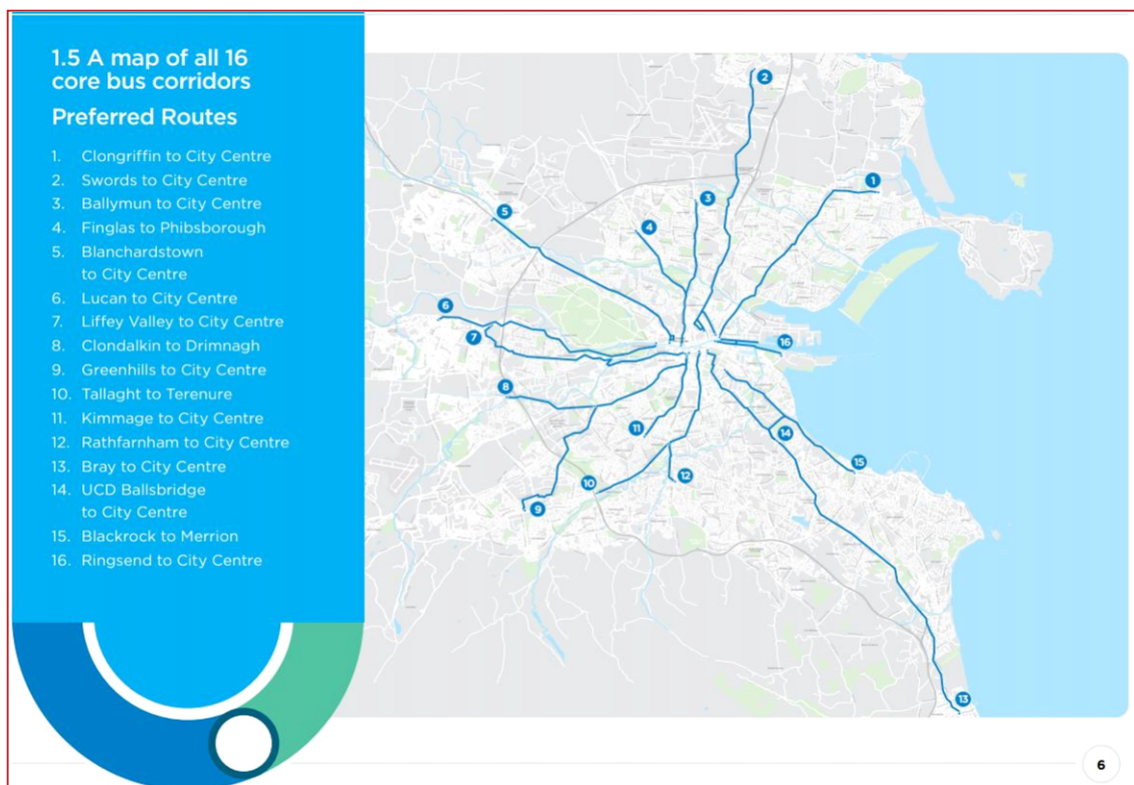 1.5 A map of all 16
core bus corridors
Preferred Routes
1. Clongriffin to City Centre
2. Swords to City Centre
3. Ballymun to City Centre
4. Finglas to Phibsborough
5. Blanchardstown
to City Centre
6. Lucan to City Centre
7. Liffey Valley to City Centre
8. Clondalkin to Drimnagh
9. Greenhills to City Centre
10. Tallaght to Terenure
11. Kimmage to City Centre
12. Rathfarnham to City Centre
13. Bray to City Centre
14. UCD Ballsbridge
to City Centre
15. Blackrock to Merrion
16. Ringsend to City Centre
2
1
3
5
4
6
7
16
8
11
14
15
12
10
9
13
6